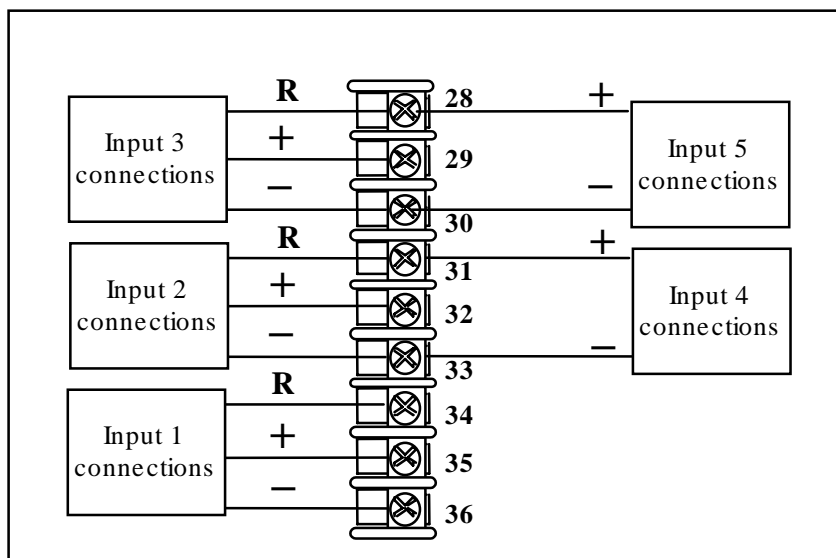 R
28
+
+
Input 3
connections
29
Input 5
connections
−
−
30
R
+
31
Input 2
connections
+
32
Input 4
connections
−
−
33
R
34
Input 1
connections
+
35
−
36